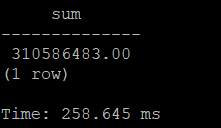 sum
--------------
310586483.00
(1 row)
Time: 258.645 ms